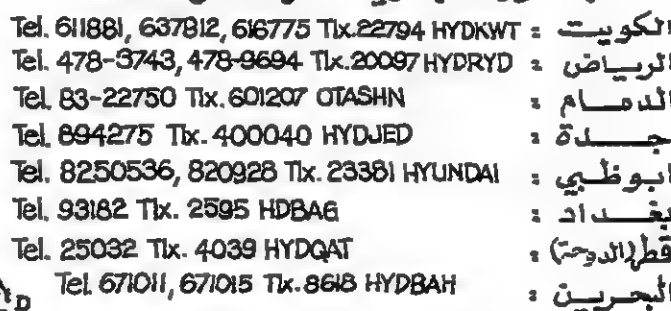 الكويت : Tel. 611881, 637812, 616775 Tlx.22794 HYDKWT
الرياض : Tel. 478-3743, 478-9694 Tlx.20097 HYDRYD
الدمام : Tel. 83-22750 Tlx.601207 OTASHN
جدة : Tel. 894275 Tlx.400040 HYDJED
ابوظبي : Tel. 8250536, 820928 Tlx.23381 HYUNDAI
بغداد : Tel. 93182 Tlx. 2595 HDBAG
قطر(الدوحة) : Tel. 25032 Tlx. 4039 HYDQAT
البحرين : Tel. 671011, 671015 Tlx.8618 HYDBAH